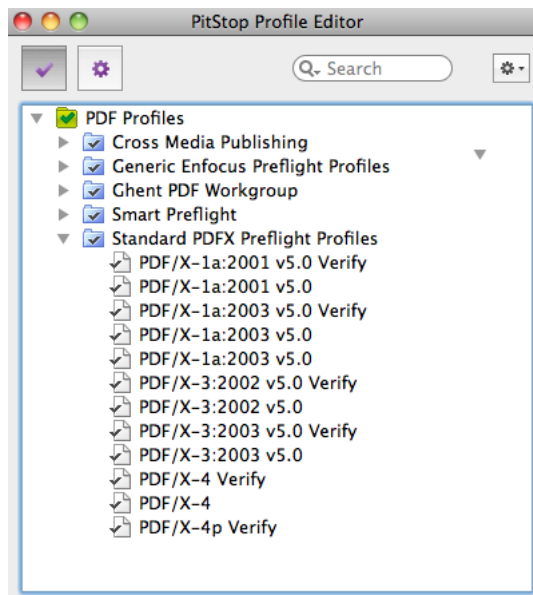 PitStop Profile Editor
Search
PDF Profiles
Cross Media Publishing
Generic Enfocus Preflight Profiles
Ghent PDF Workgroup
Smart Preflight
Standard PDFX Preflight Profiles
PDF/X-1a:2001 v5.0 Verify
PDF/X-1a:2001 v5.0
PDF/X-1a:2003 v5.0 Verify
PDF/X-1a:2003 v5.0
PDF/X-1a:2003 v5.0
PDF/X-3:2002 v5.0 Verify
PDF/X-3:2002 v5.0
PDF/X-3:2003 v5.0 Verify
PDF/X-3:2003 v5.0
PDF/X-4 Verify
PDF/X-4
PDF/X-4p Verify